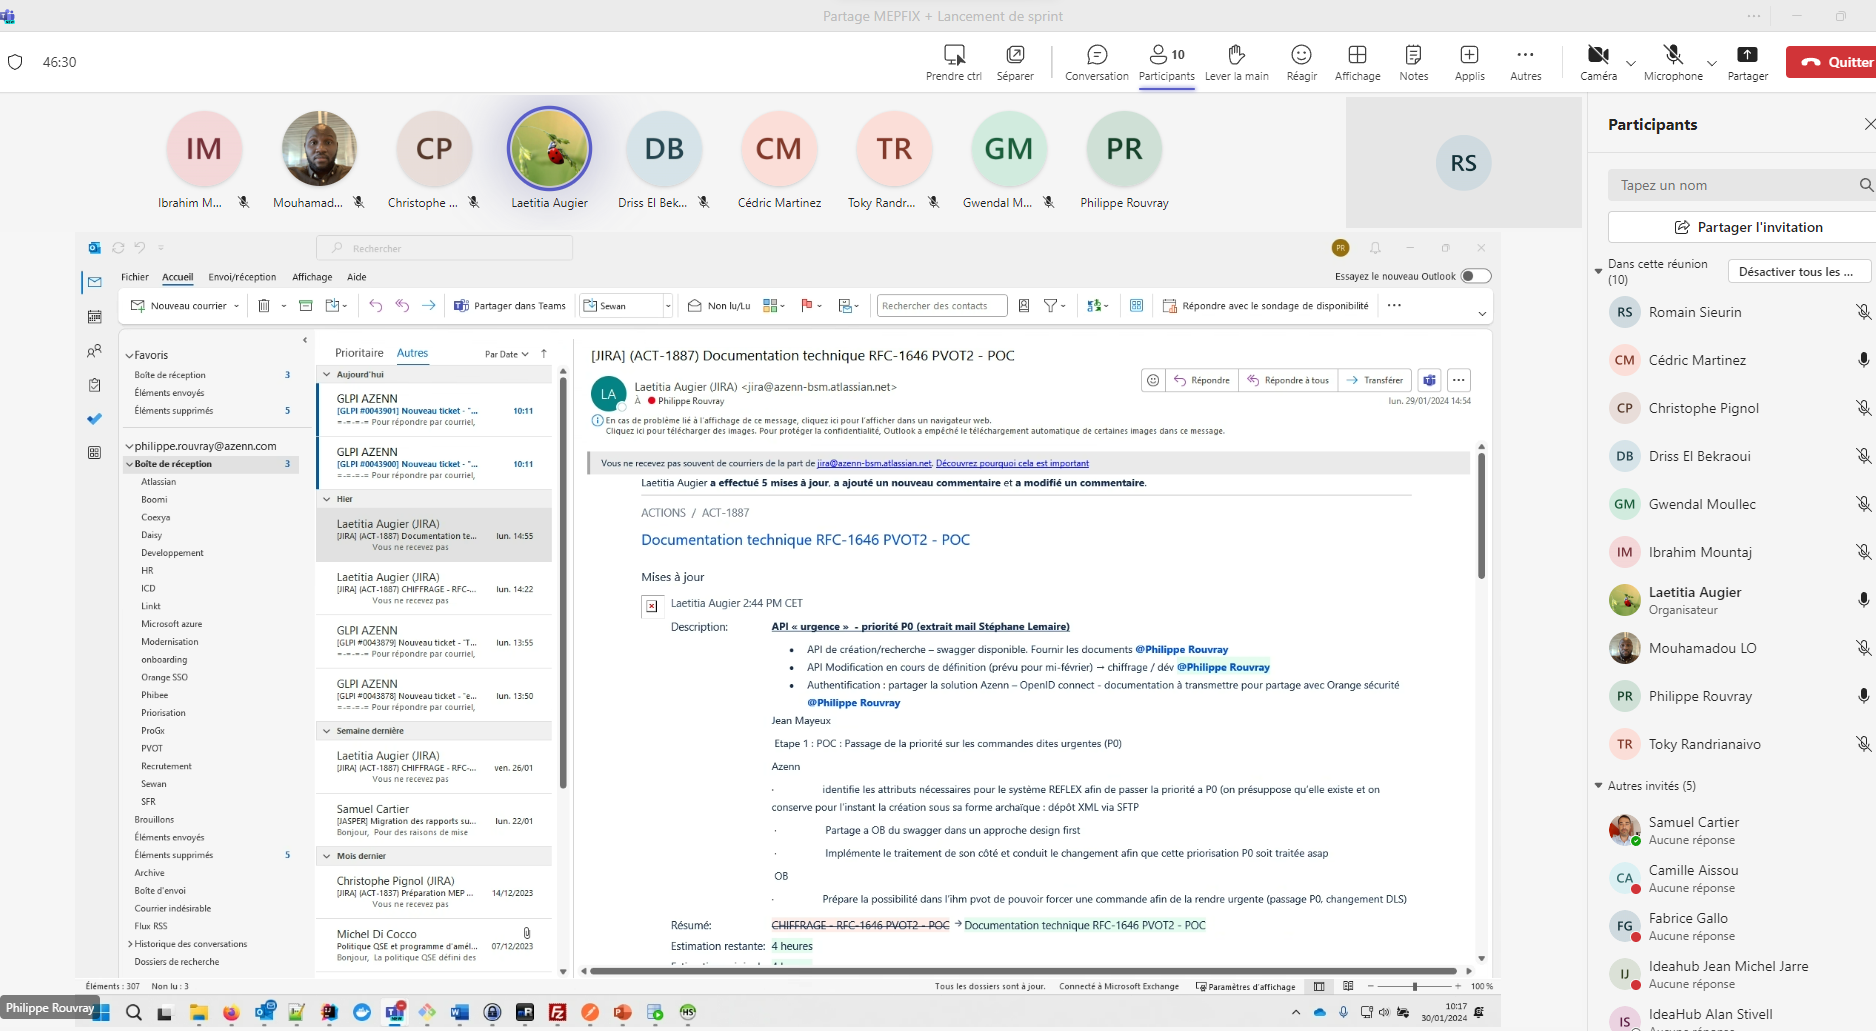 Partage MEPFIX + Lancement de sprint
46:30
Prendre ctrl
Séparer
Conversation
10
Participants
Lever la main
Réagir
Affichage
Notes
Applis
Autres
Caméra
Microphone
Partager
Quitter
IM
CP
DB
CM
TR
GM
PR
RS
Ibrahim M...
Mouhamad...
Christophe ...
Laetitia Augier
Driss El Bek...
Cédric Martinez
Toky Randr...
Gwendal M...
Philippe Rouvray
Rechercher
PR
Fichier
Accueil
Envoi/réception
Affichage
Aide
Essayez le nouveau Outlook
Nouveau courrier
Partager dans Teams
Sewan
Non lu/Lu
Rechercher des contacts
Répondre avec le sondage de disponibilité
Favoris
Boîte de réception 3
Éléments envoyés
Éléments supprimés 5
philippe.rouvray@azenn.com
Boîte de réception 3
Atlassian
Boomi
Coexya
Daisy
Developpement
HR
ICD
Linkt
Microsoft azure
Modernisation
onboarding
Orange SSO
Phibee
Priorisation
ProGx
PVOT
Recrutement
Sewan
SFR
Brouillons
Éléments envoyés
Éléments supprimés 5
Archive
Boîte d'envoi
Courrier indésirable
Flux RSS
Historique des conversations
Dossiers de recherche
Prioritaire
Autres
Par Date
Aujourd'hui
GLPI AZENN
[GLPI #0043901] Nouveau ticket - "... 10:11
=-=-=-= Pour répondre par courriel,
GLPI AZENN
[GLPI #0043900] Nouveau ticket - "... 10:11
=-=-=-= Pour répondre par courriel,
Hier
Laetitia Augier (JIRA)
[JIRA] (ACT-1887) Documentation te... lun. 14:55
Vous ne recevez pas
Laetitia Augier (JIRA)
[JIRA] (ACT-1887) CHIFFRAGE - RFC-... lun. 14:22
Vous ne recevez pas
GLPI AZENN
[GLPI #0043879] Nouveau ticket - "T... lun. 13:55
=-=-=-= Pour répondre par courriel,
GLPI AZENN
[GLPI #0043878] Nouveau ticket - "e... lun. 13:50
=-=-=-= Pour répondre par courriel,
Semaine dernière
Laetitia Augier (JIRA)
[JIRA] (ACT-1887) CHIFFRAGE - RFC-... ven. 26/01
Vous ne recevez pas
Samuel Cartier
[JASPER] Migration des rapports su... lun. 22/01
Bonjour, Pour des raisons de mise
Mois dernier
Christophe Pignol (JIRA)
[JIRA] (ACT-1837) Préparation MEP ... 14/12/2023
Vous ne recevez pas
Michel Di Cocco
Politique QSE et programme d'amél... 07/12/2023
Bonjour, La politique QSE défini des
[JIRA] (ACT-1887) Documentation technique RFC-1646 PVOT2 - POC
LA
Laetitia Augier (JIRA) <jira@azenn-bsm.atlassian.net>
À Philippe Rouvray
Répondre
Répondre à tous
Transférer
lun. 29/01/2024 14:54
En cas de problème lié à l'affichage de ce message, cliquez ici pour l'afficher dans un navigateur web.
Cliquez ici pour télécharger des images. Pour protéger la confidentialité, Outlook a empêché le téléchargement automatique de certaines images dans ce message.
Vous ne recevez pas souvent de courriers de la part de jira@azenn-bsm.atlassian.net. Découvrez pourquoi cela est important
Laetitia Augier a effectué 5 mises à jour, a ajouté un nouveau commentaire et a modifié un commentaire.
ACTIONS / ACT-1887
Documentation technique RFC-1646 PVOT2 - POC
Mises à jour
Laetitia Augier 2:44 PM CET
Description: API « urgence » - priorité P0 (extrait mail Stéphane Lemaire)
• API de création/recherche – swagger disponible. Fournir les documents @Philippe Rouvray
• API Modification en cours de définition (prévu pour mi-février) → chiffrage / dév @Philippe Rouvray
• Authentification : partager la solution Azenn – OpenID connect - documentation à transmettre pour partage avec Orange sécurité
@Philippe Rouvray
Jean Mayeux
Etape 1 : POC : Passage de la priorité sur les commandes dites urgentes (P0)
Azenn
· identifie les attributs nécessaires pour le système REFLEX afin de passer la priorité a P0 (on présuppose qu'elle existe et on
conserve pour l'instant la création sous sa forme archaïque : dépôt XML via SFTP
· Partage a OB du swagger dans un approche design first
· Implémente le traitement de son côté et conduit le changement afin que cette priorisation P0 soit traitée asap
OB
· Prépare la possibilité dans l'ihm pvot de pouvoir forcer une commande afin de la rendre urgente (passage P0, changement DLS)
Résumé: CHIFFRAGE - RFC-1646 PVOT2 - POC → Documentation technique RFC-1646 PVOT2 - POC
Estimation restante: 4 heures
Éléments : 307 Non lu : 3
Tous les dossiers sont à jour.
Connecté à Microsoft Exchange
Paramètres d'affichage
100 %
Philippe Rouvray
10:17
30/01/2024
Participants
Tapez un nom
Partager l'invitation
Dans cette réunion
(10)
Désactiver tous les ...
RS Romain Sieurin
CM Cédric Martinez
CP Christophe Pignol
DB Driss El Bekraoui
GM Gwendal Moullec
IM Ibrahim Mountaj
Laetitia Augier
Organisateur
Mouhamadou LO
PR Philippe Rouvray
TR Toky Randrianaivo
Autres invités (5)
Samuel Cartier
Aucune réponse
CA Camille Aissou
Aucune réponse
FG Fabrice Gallo
Aucune réponse
IJ Ideahub Jean Michel Jarre
Aucune réponse
IS IdeaHub Alan Stivell